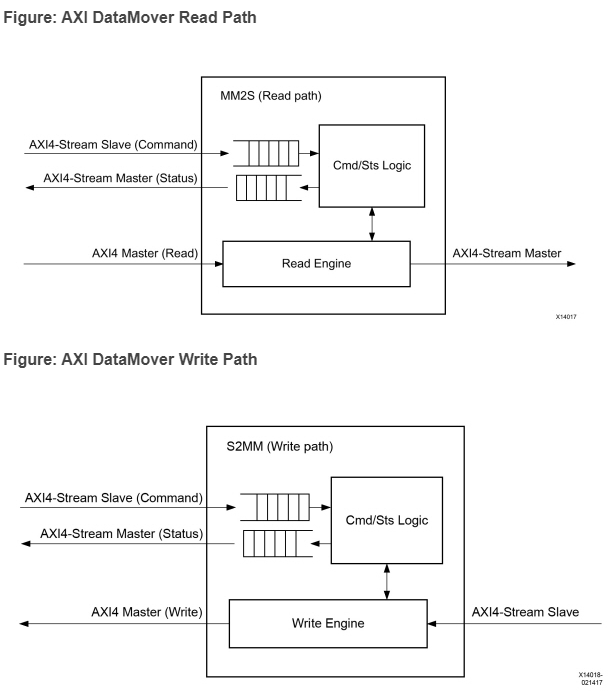 Figure: AXI DataMover Read Path
MM2S (Read path)
AXI4-Stream Slave (Command)
Cmd/Sts Logic
AXI4-Stream Master (Status)
AXI4 Master (Read)
Read Engine
AXI4-Stream Master
X14017
Figure: AXI DataMover Write Path
S2MM (Write path)
AXI4-Stream Slave (Command)
Cmd/Sts Logic
AXI4-Stream Master (Status)
AXI4 Master (Write)
Write Engine
AXI4-Stream Slave
X14018-
021417